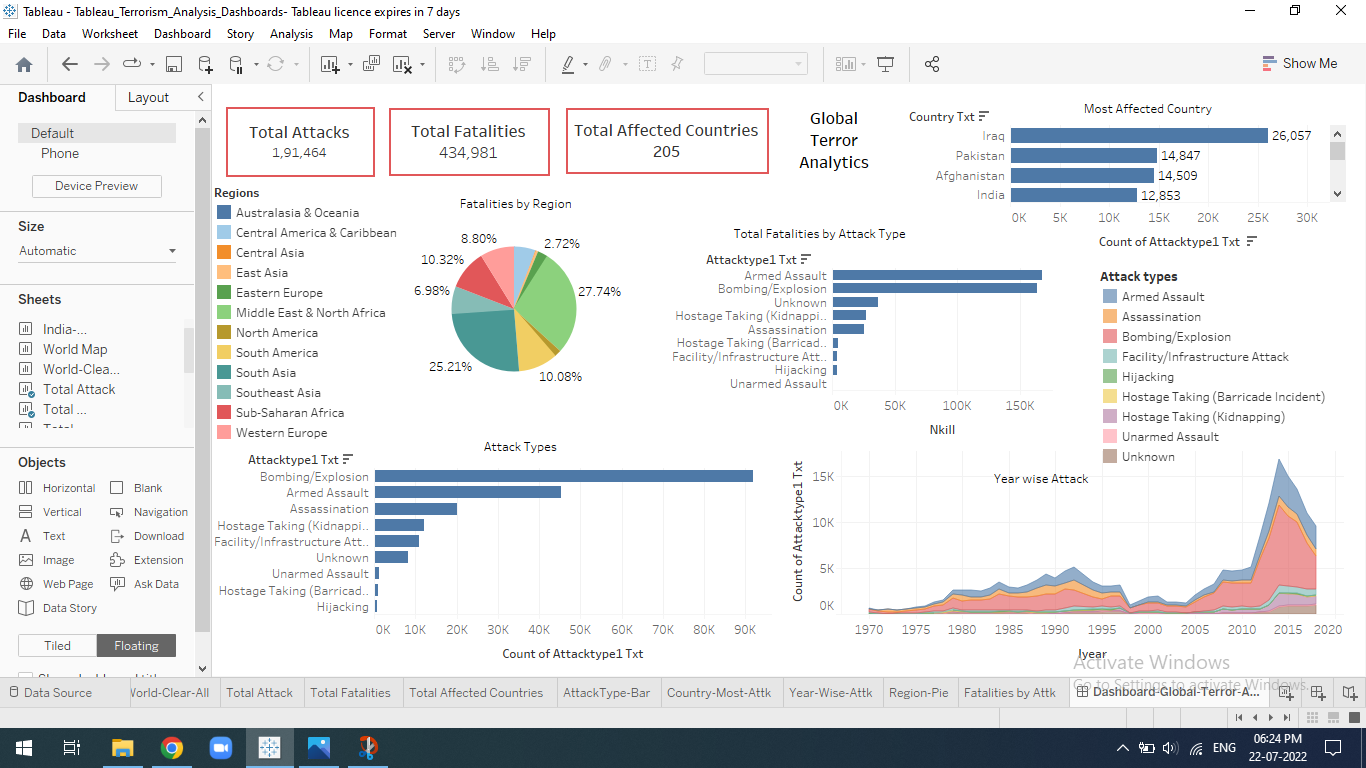 Tableau - Tableau_Terrorism_Analysis_Dashboards- Tableau licence expires in 7 days
File Data Worksheet Dashboard Story Analysis Map Format Server Window Help
Show Me
Dashboard Layout
Default
Phone
Device Preview
Size
Automatic
Sheets
India-...
World Map
World-Clea...
Total Attack
Total ...
Objects
Horizontal Blank
Vertical Navigation
Text Download
Image Extension
Web Page Ask Data
Data Story
Tiled Floating
Total Attacks
1,91,464
Total Fatalities
434,981
Total Affected Countries
205
Global
Terror
Analytics
Most Affected Country
Country Txt
Iraq 26,057
Pakistan 14,847
Afghanistan 14,509
India 12,853
0K 5K 10K 15K 20K 25K 30K
Count of Attacktype1 Txt
Regions
Australasia & Oceania
Central America & Caribbean
Central Asia
East Asia
Eastern Europe
Middle East & North Africa
North America
South America
South Asia
Southeast Asia
Sub-Saharan Africa
Western Europe
Fatalities by Region
8.80%
2.72%
10.32%
27.74%
6.98%
25.21%
10.08%
Total Fatalities by Attack Type
Attacktype1 Txt
Armed Assault
Bombing/Explosion
Unknown
Hostage Taking (Kidnappi..
Assassination
Hostage Taking (Barricad..
Facility/Infrastructure Att..
Hijacking
Unarmed Assault
0K 50K 100K 150K
Nkill
Attack types
Armed Assault
Assassination
Bombing/Explosion
Facility/Infrastructure Attack
Hijacking
Hostage Taking (Barricade Incident)
Hostage Taking (Kidnapping)
Unarmed Assault
Unknown
Attack Types
Attacktype1 Txt
Bombing/Explosion
Armed Assault
Assassination
Hostage Taking (Kidnappi...
Facility/Infrastructure Att...
Unknown
Unarmed Assault
Hostage Taking (Barricad...
Hijacking
0K 10K 20K 30K 40K 50K 60K 70K 80K 90K
Count of Attacktype1 Txt
Year wise Attack
Count of Attacktype1 Txt
15K
10K
5K
0K
1970 1975 1980 1985 1990 1995 2000 2005 2010 2015 2020
Iyear
Activate Windows
Go to Settings to activate Windows.
Data Source World-Clear-All Total Attack Total Fatalities Total Affected Countries AttackType-Bar Country-Most-Attk Year-Wise-Attk Region-Pie Fatalities by Attk Dashboard-Global-Terror-A...
ENG
06:24 PM
22-07-2022